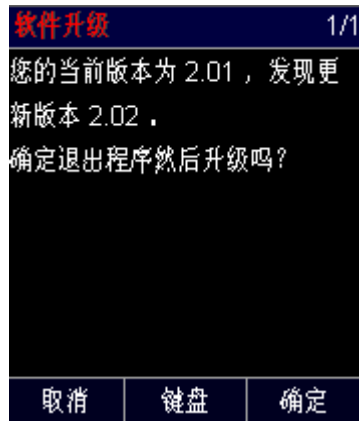 软件升级 1/1
您的当前版本为 2.01 ，发现更
新版本 2.02 .
确定退出程序然后升级吗？
取消 键盘 确定